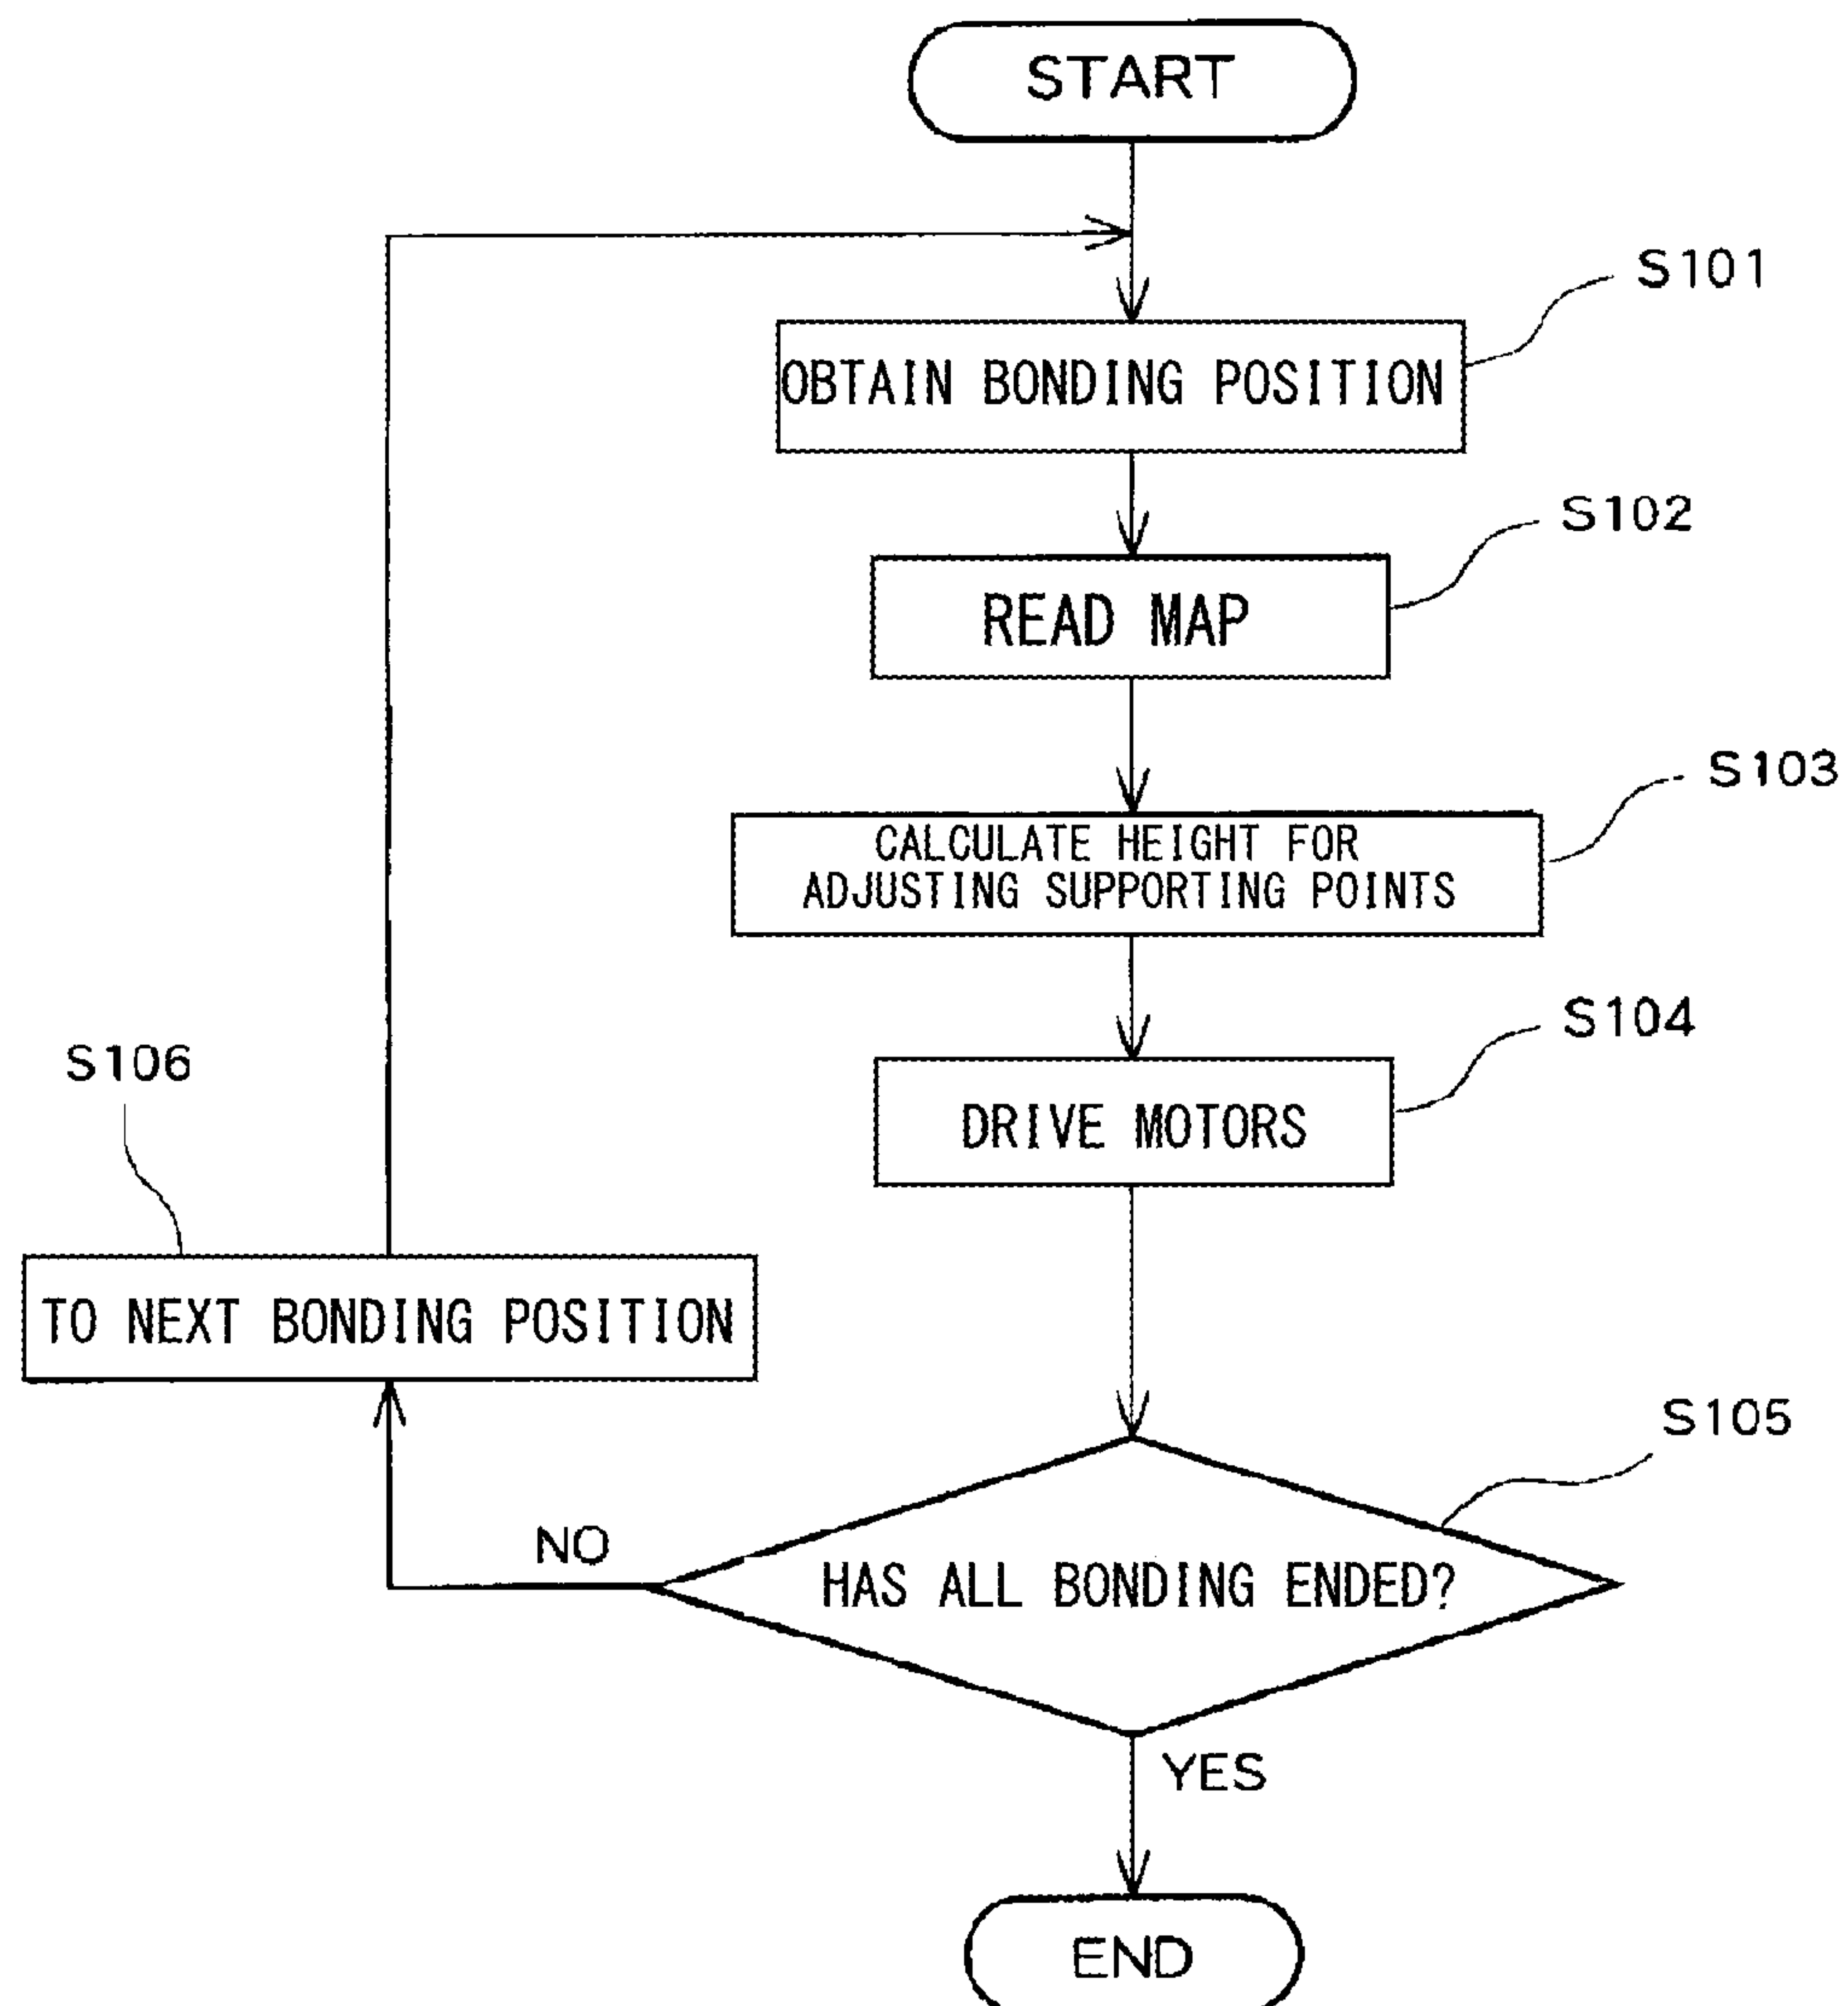 START
S101
OBTAIN BONDING POSITION
S102
READ MAP
S103
CALCULATE HEIGHT FOR
ADJUSTING SUPPORTING POINTS
S104
DRIVE MOTORS
S106
TO NEXT BONDING POSITION
S105
HAS ALL BONDING ENDED?
NO
YES
END